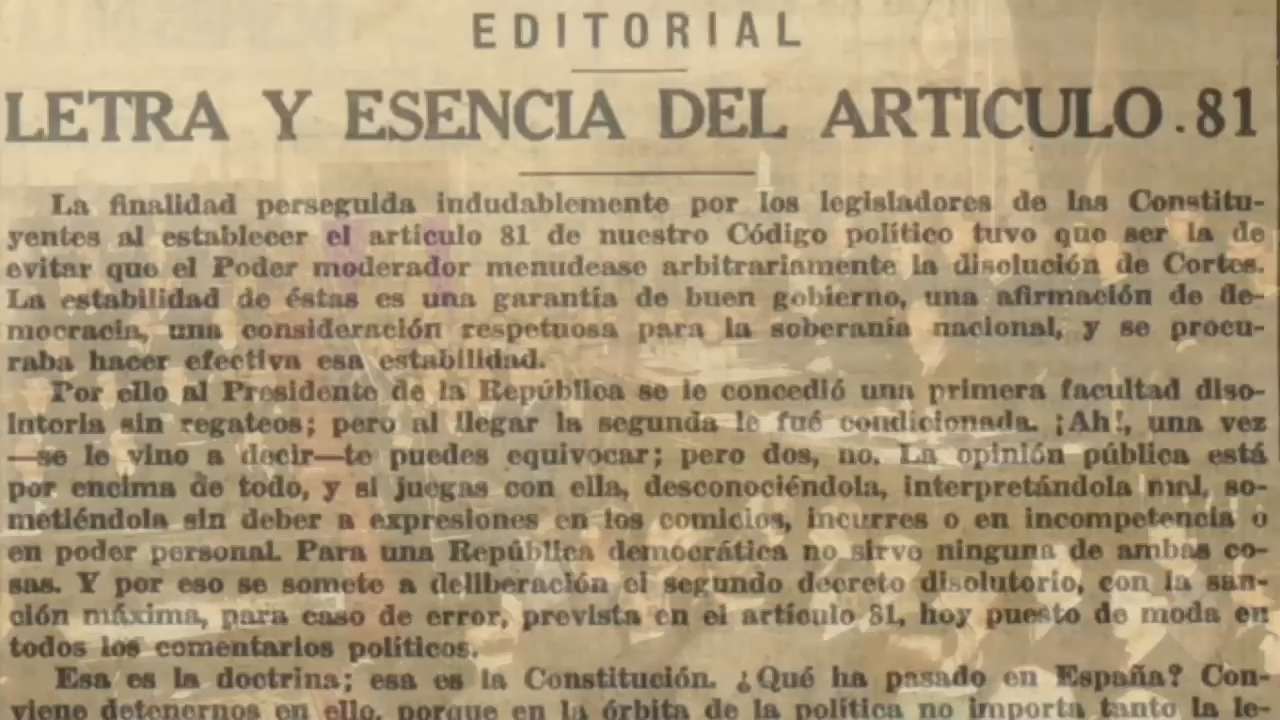 EDITORIAL
LETRA Y ESENCIA DEL ARTICULO 81
La finalidad perseguida indudablemente por los legisladores de las Constitu-
yentes al establecer el artículo 81 de nuestro Código político tuvo que ser la de
evitar que el Poder moderador menudease arbitrariamente la disolución de Cortes.
La estabilidad de éstas es una garantía de buen gobierno, una afirmación de de-
mocracia, una consideración respetuosa para la soberanía nacional, y se procu-
raba hacer efectiva esa estabilidad.
Por ello al Presidente de la República se le concedió una primera facultad diso-
lutoria sin regateos; pero al llegar la segunda le fué condicionada. ¡Ah!, una vez
—se le vino a decir—te puedes equivocar; pero dos, no. La opinión pública está
por encima de todo, y si juegas con ella, desconociéndola, interpretándola mal, so-
metiéndola sin deber a expresiones en los comicios, incurres o en incompetencia o
en poder personal. Para una República democrática no sirve ninguna de ambas co-
sas. Y por eso se somete a deliberación el segundo decreto disolutorio, con la san-
ción máxima, para caso de error, prevista en el artículo 81, hoy puesto de moda en
todos los comentarios políticos.
Esa es la doctrina; esa es la Constitución. ¿Qué ha pasado en España? Con-
viene detenernos en ello, porque en la órbita de la política no importa tanto la le-